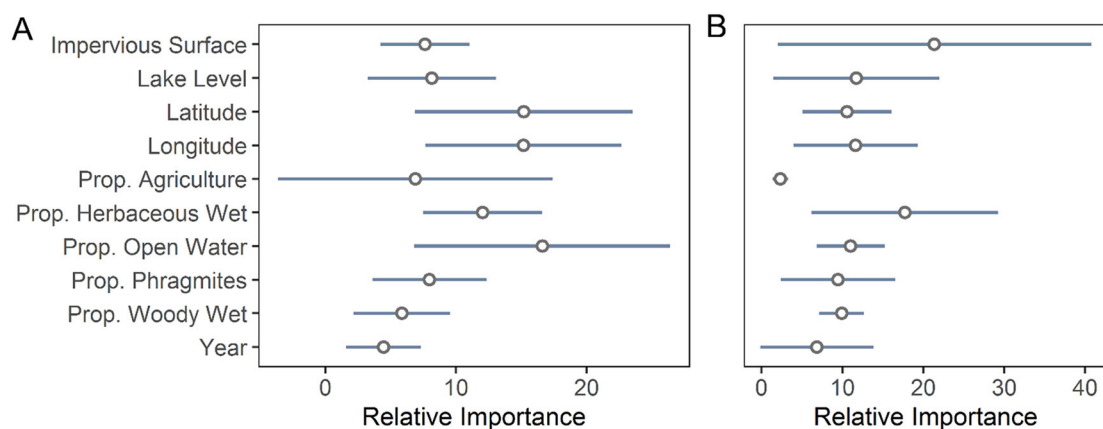 A
B
Impervious Surface
Lake Level
Latitude
Longitude
Prop. Agriculture
Prop. Herbaceous Wet
Prop. Open Water
Prop. Phragmites
Prop. Woody Wet
Year
0 10 20
0 10 20 30 40
Relative Importance
Relative Importance